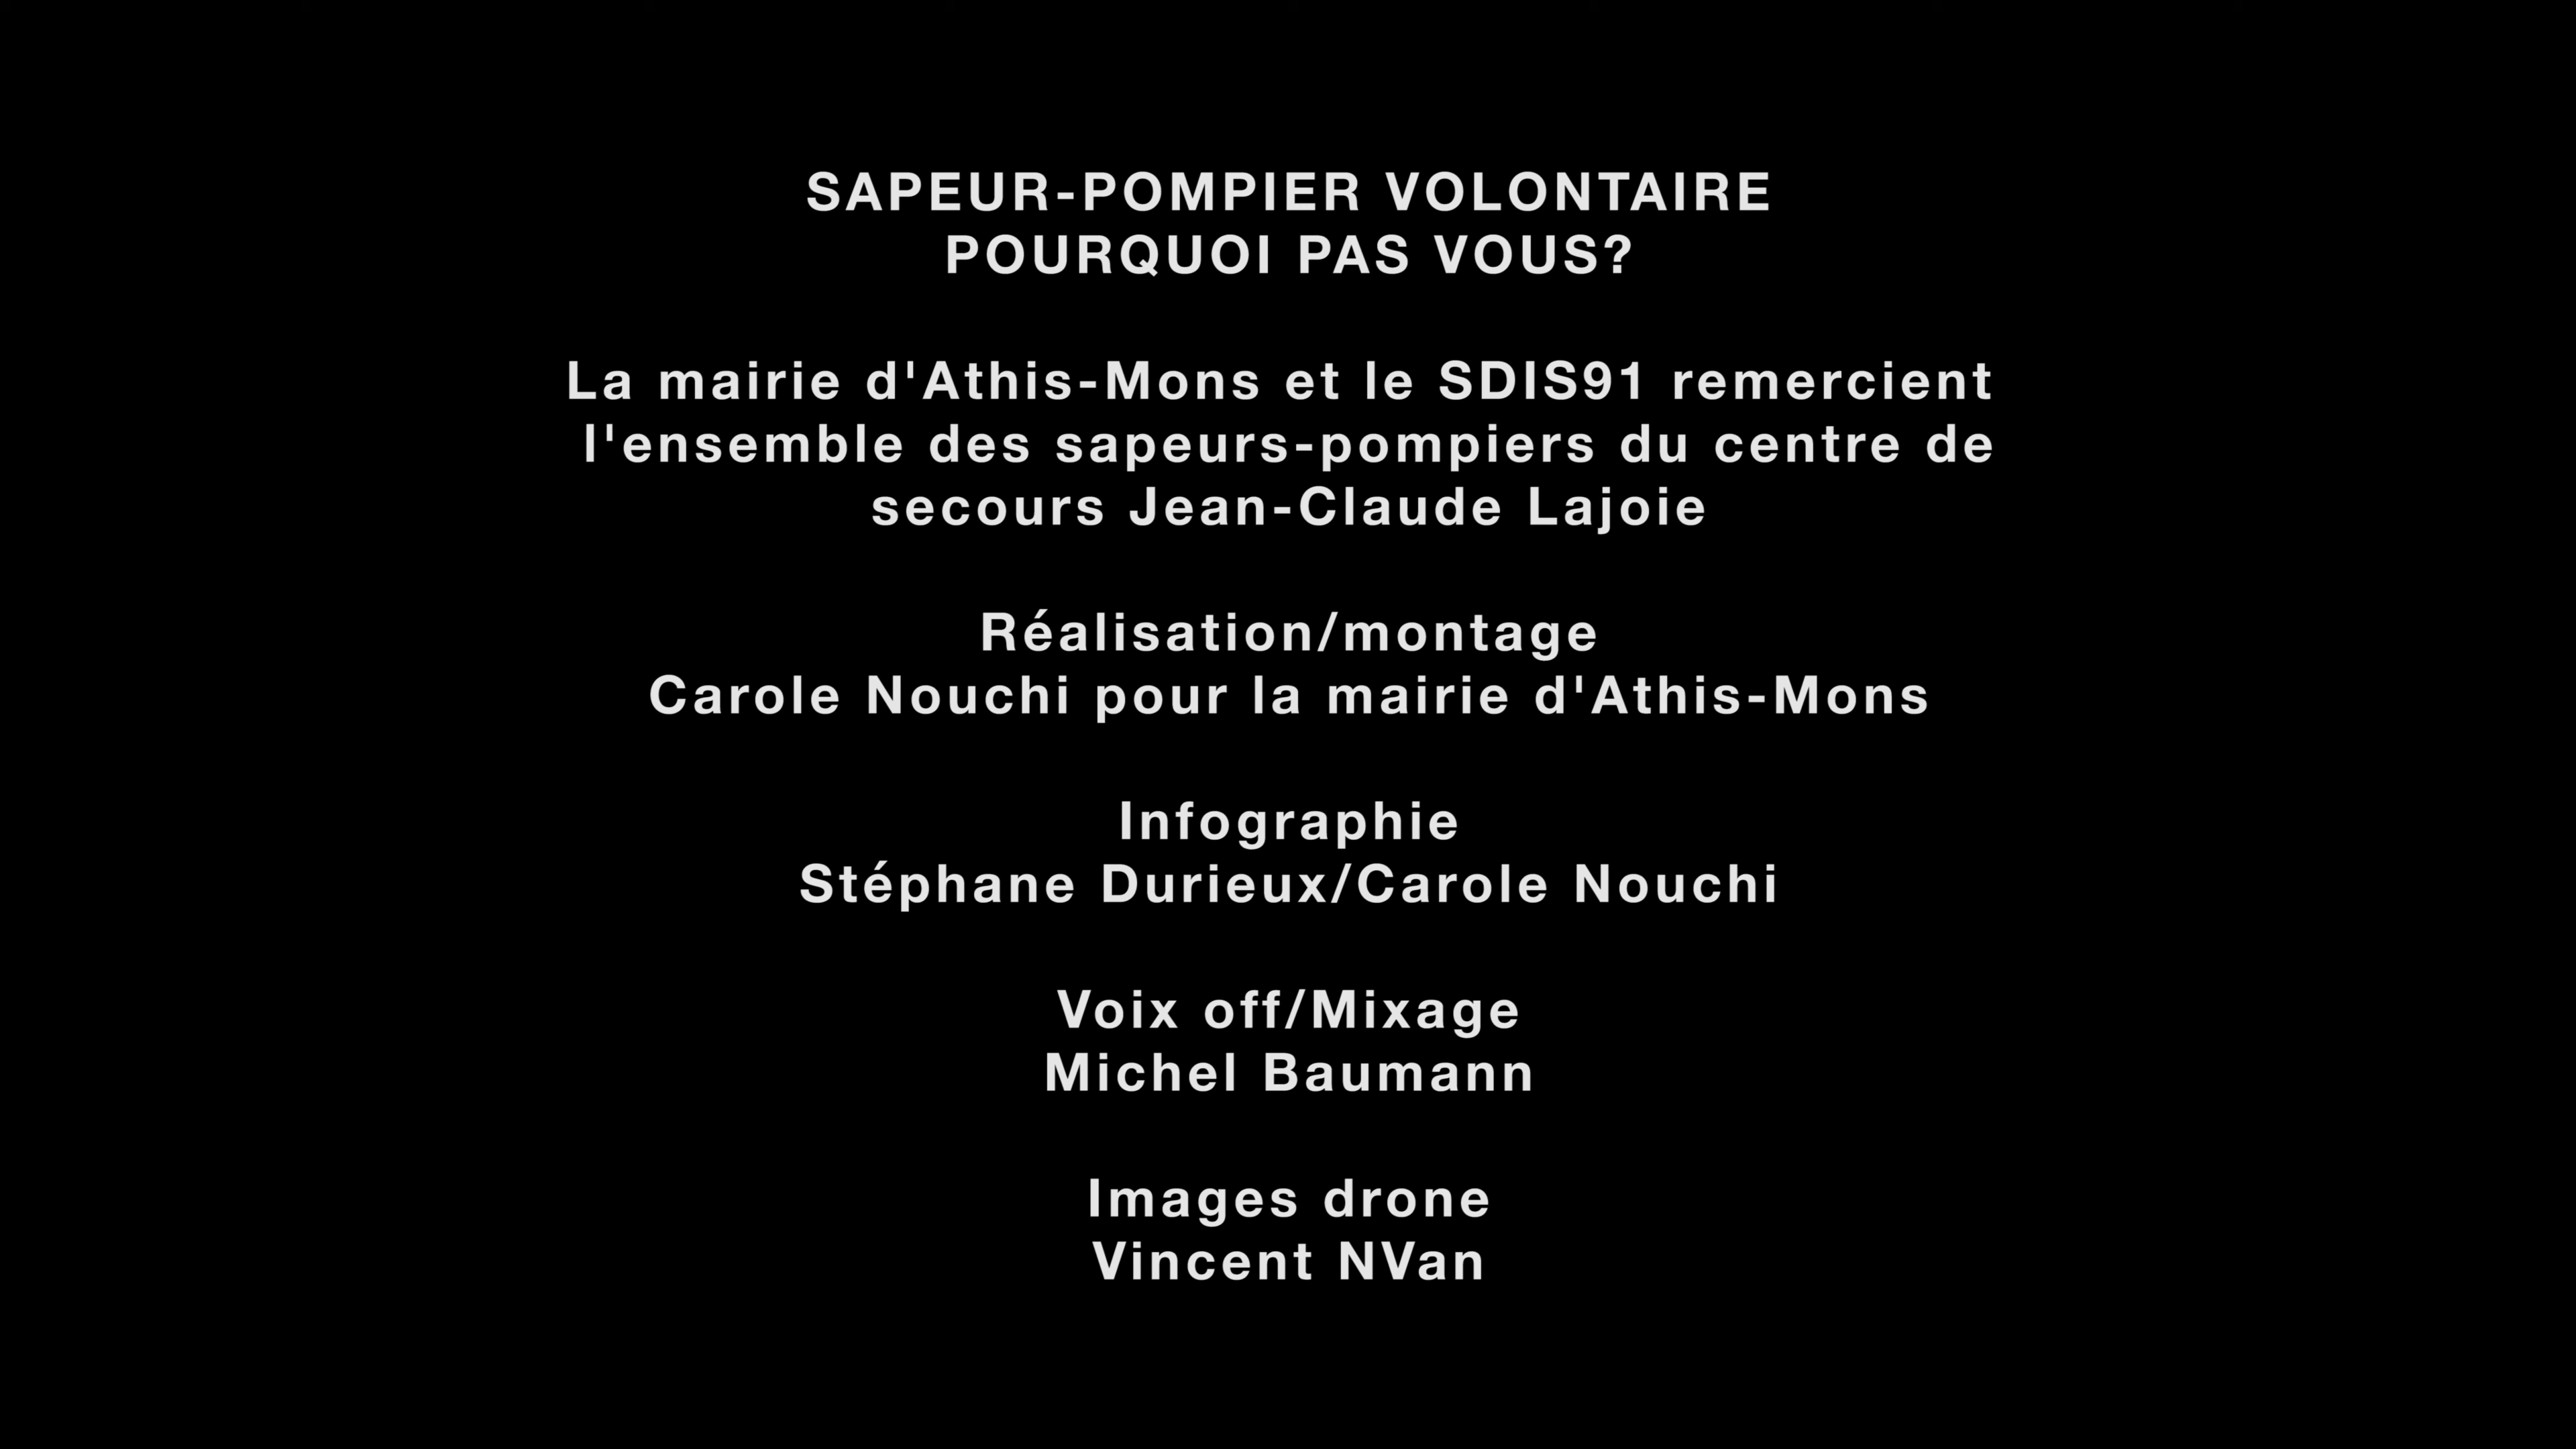 SAPEUR-POMPIER VOLONTAIRE
POURQUOI PAS VOUS?
La mairie d'Athis-Mons et le SDIS91 remercient
l'ensemble des sapeurs-pompiers du centre de
secours Jean-Claude Lajoie
Réalisation/montage
Carole Nouchi pour la mairie d'Athis-Mons
Infographie
Stéphane Durieux/Carole Nouchi
Voix off/Mixage
Michel Baumann
Images drone
Vincent NVan